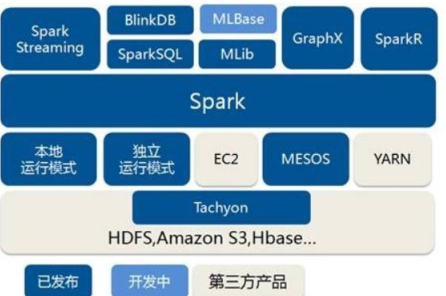 Spark
Streaming
BlinkDB
MLBase
SparkSQL
MLib
GraphX
SparkR
Spark
本地
运行模式
独立
运行模式
EC2
MESOS
YARN
Tachyon
HDFS,Amazon S3,Hbase...
已发布
开发中
第三方产品